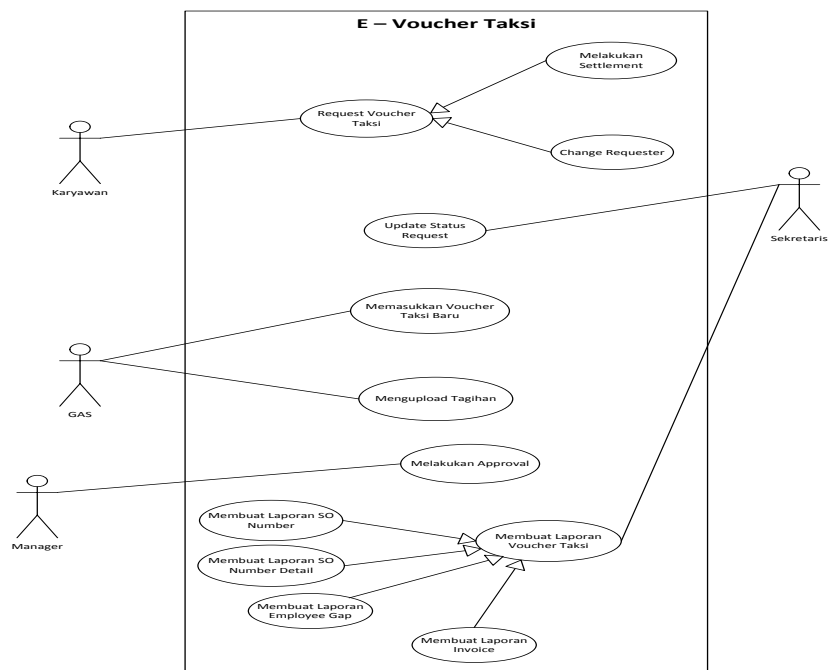 E – Voucher Taksi
Melakukan
Settlement
Request Voucher
Taksi
Change Requester
Karyawan
Sekretaris
Update Status
Request
Memasukkan Voucher
Taksi Baru
GAS
Mengupload Tagihan
Melakukan Approval
Manager
Membuat Laporan SO
Number
Membuat Laporan
Voucher Taksi
Membuat Laporan SO
Number Detail
Membuat Laporan
Employee Gap
Membuat Laporan
Invoice